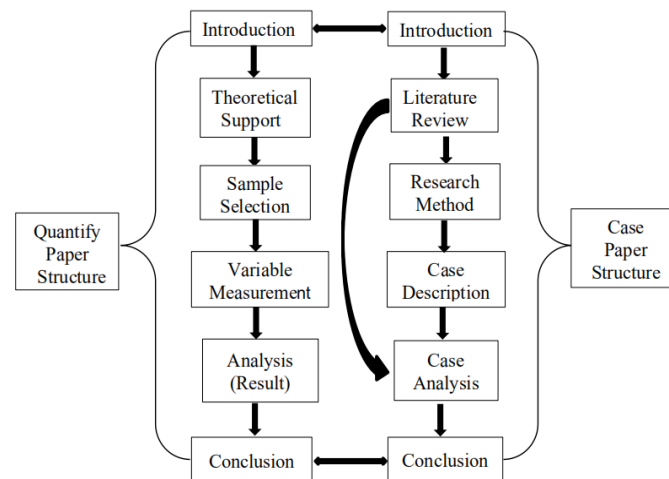 Introduction
Introduction
Theoretical
Support
Literature
Review
Sample
Selection
Research
Method
Quantify
Paper
Structure
Case
Paper
Structure
Variable
Measurement
Case
Description
Analysis
(Result)
Case
Analysis
Conclusion
Conclusion